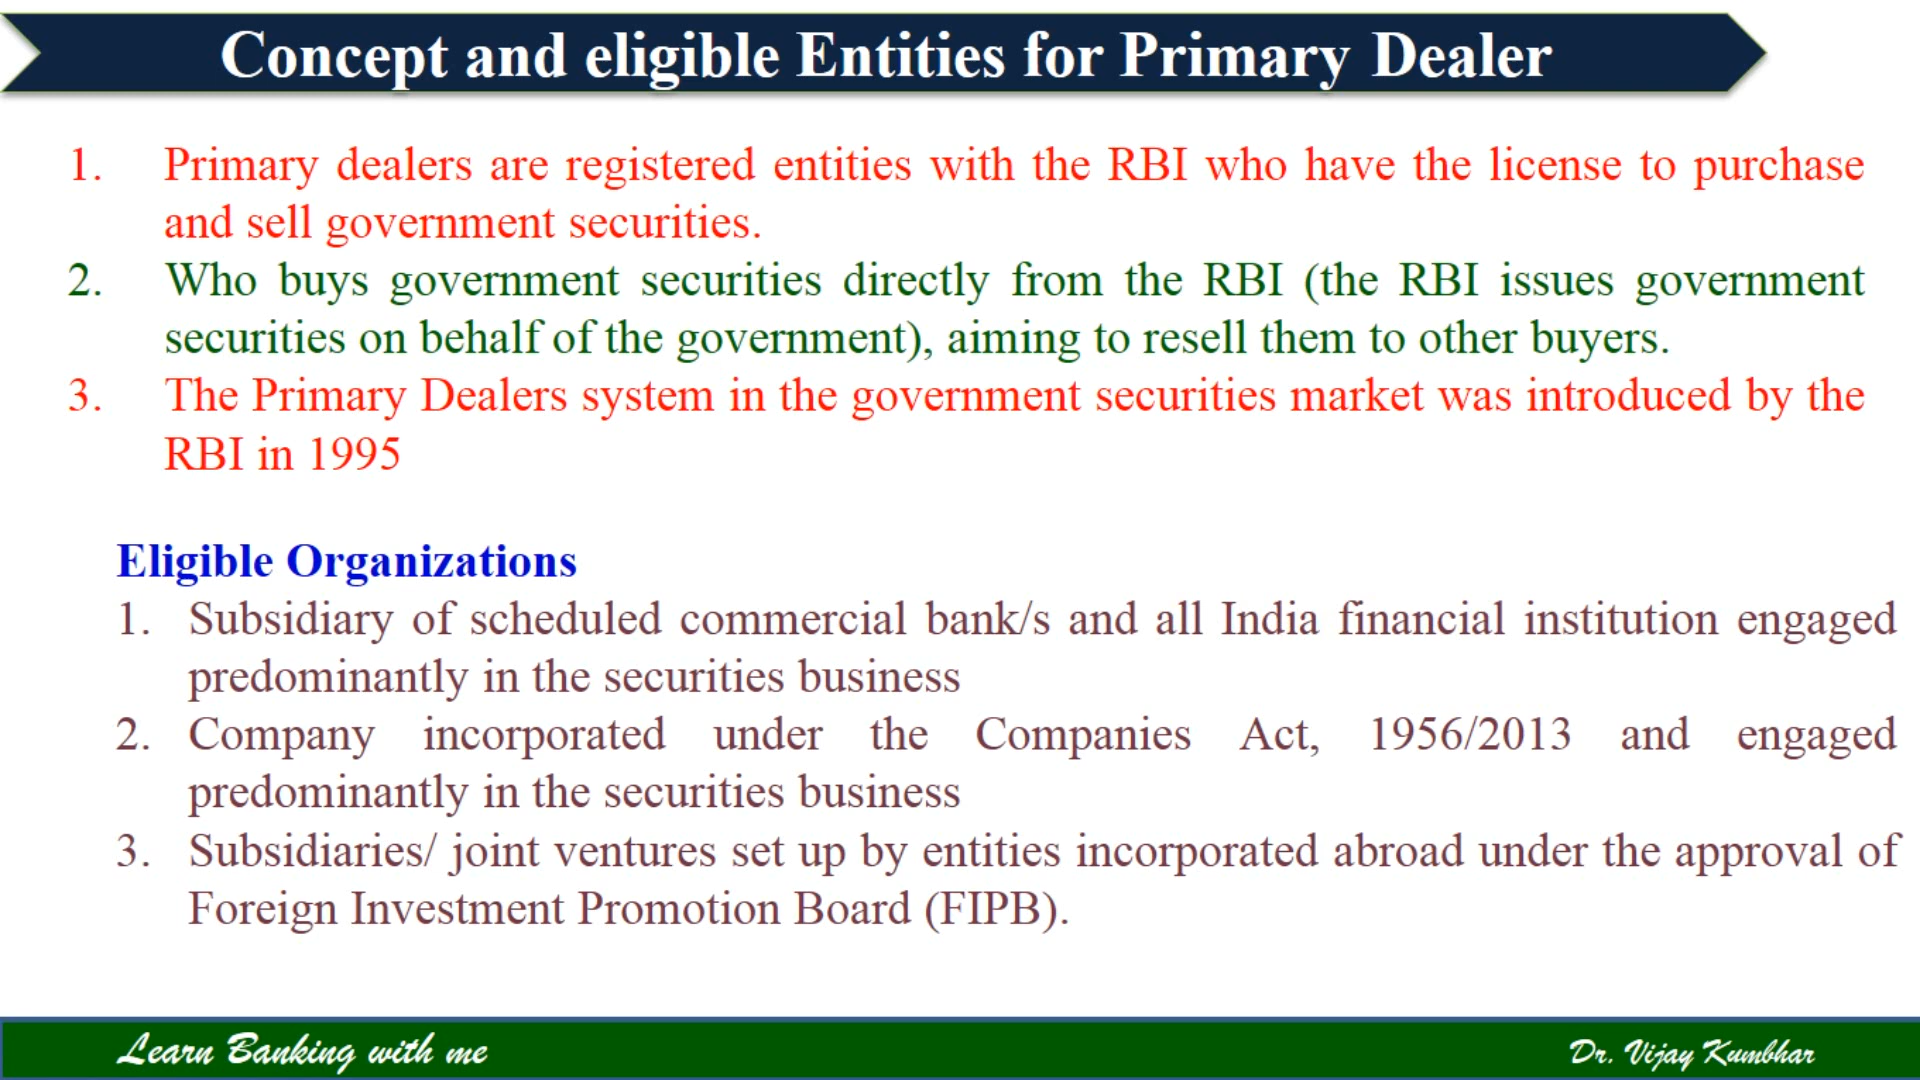 Concept and eligible Entities for Primary Dealer
1. Primary dealers are registered entities with the RBI who have the license to purchase
and sell government securities.
2. Who buys government securities directly from the RBI (the RBI issues government
securities on behalf of the government), aiming to resell them to other buyers.
3. The Primary Dealers system in the government securities market was introduced by the
RBI in 1995
Eligible Organizations
1. Subsidiary of scheduled commercial bank/s and all India financial institution engaged
predominantly in the securities business
2. Company incorporated under the Companies Act, 1956/2013 and engaged
predominantly in the securities business
3. Subsidiaries/ joint ventures set up by entities incorporated abroad under the approval of
Foreign Investment Promotion Board (FIPB).
Learn Banking with me
Dr. Vijay Kumbhar